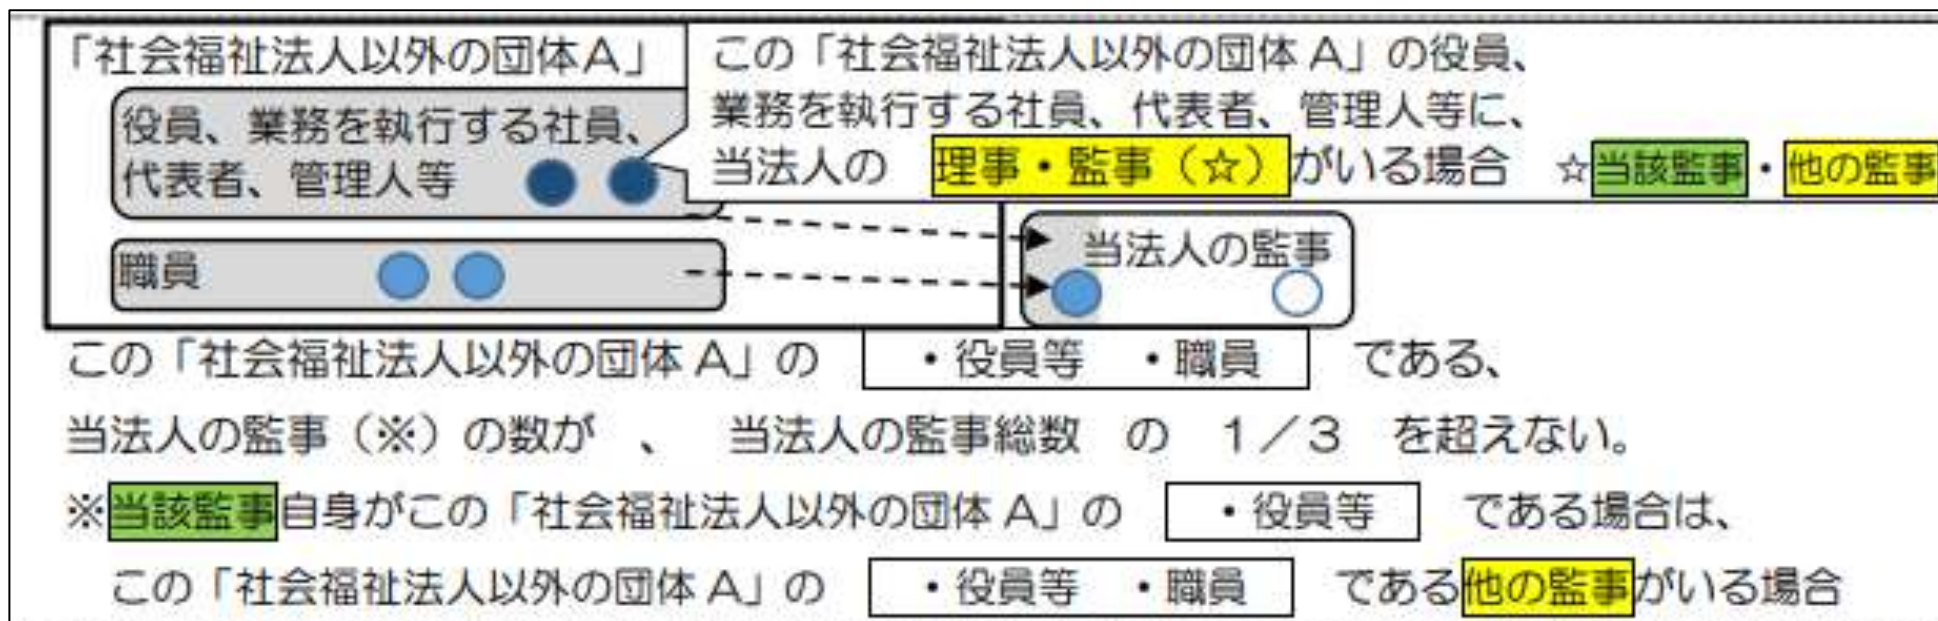 「社会福祉法人以外の団体A」
役員、業務を執行する社員、
代表者、管理人等
職員
この「社会福祉法人以外の団体 A」の役員、
業務を執行する社員、代表者、管理人等に、
当法人の 理事・監事(☆)がいる場合 ☆当該監事・他の監事
当法人の監事
この「社会福祉法人以外の団体 A」の ・役員等 ・職員 である、
当法人の監事(※)の数が 、 当法人の監事総数 の 1/3 を超えない。
※当該監事自身がこの「社会福祉法人以外の団体 A」の ・役員等 である場合は、
この「社会福祉法人以外の団体 A」の ・役員等 ・職員 である他の監事がいる場合